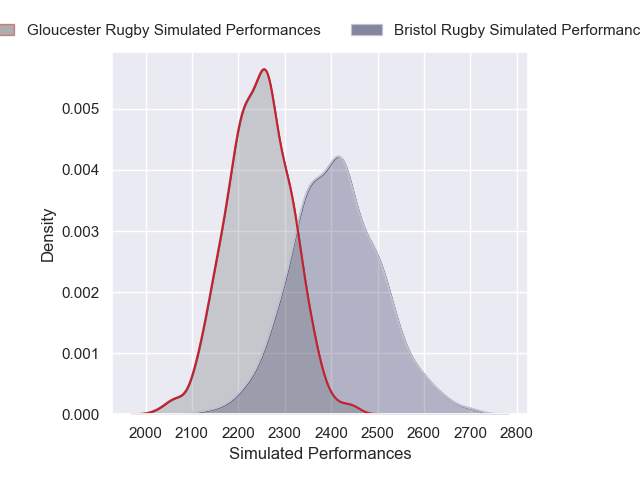 Gloucester Rugby Simulated Performances
Bristol Rugby Simulated Performanc
0.005
0.004
0.003
0.002
0.001
0.000
Density
2000 2100 2200 2300 2400 2500 2600 2700 2800
Simulated Performances